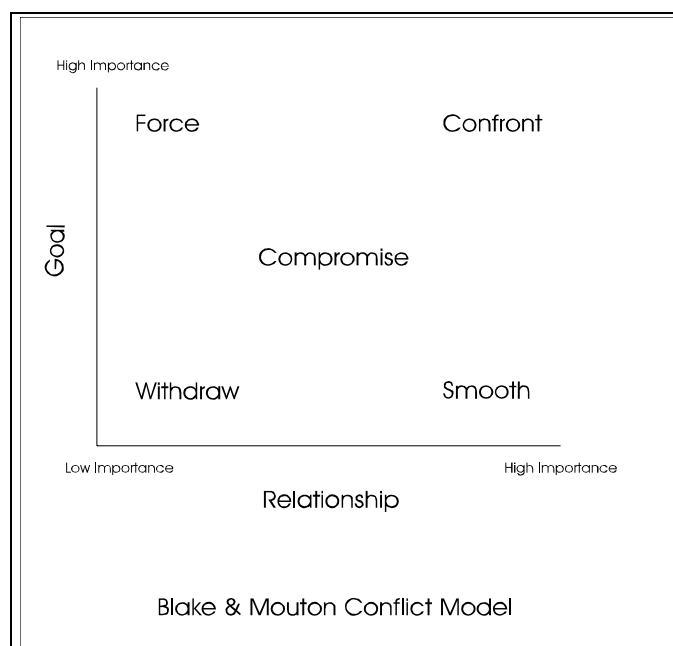 High Importance
Force
Confront
Goal
Compromise
Withdraw
Smooth
Low Importance
High Importance
Relationship
Blake & Mouton Conflict Model